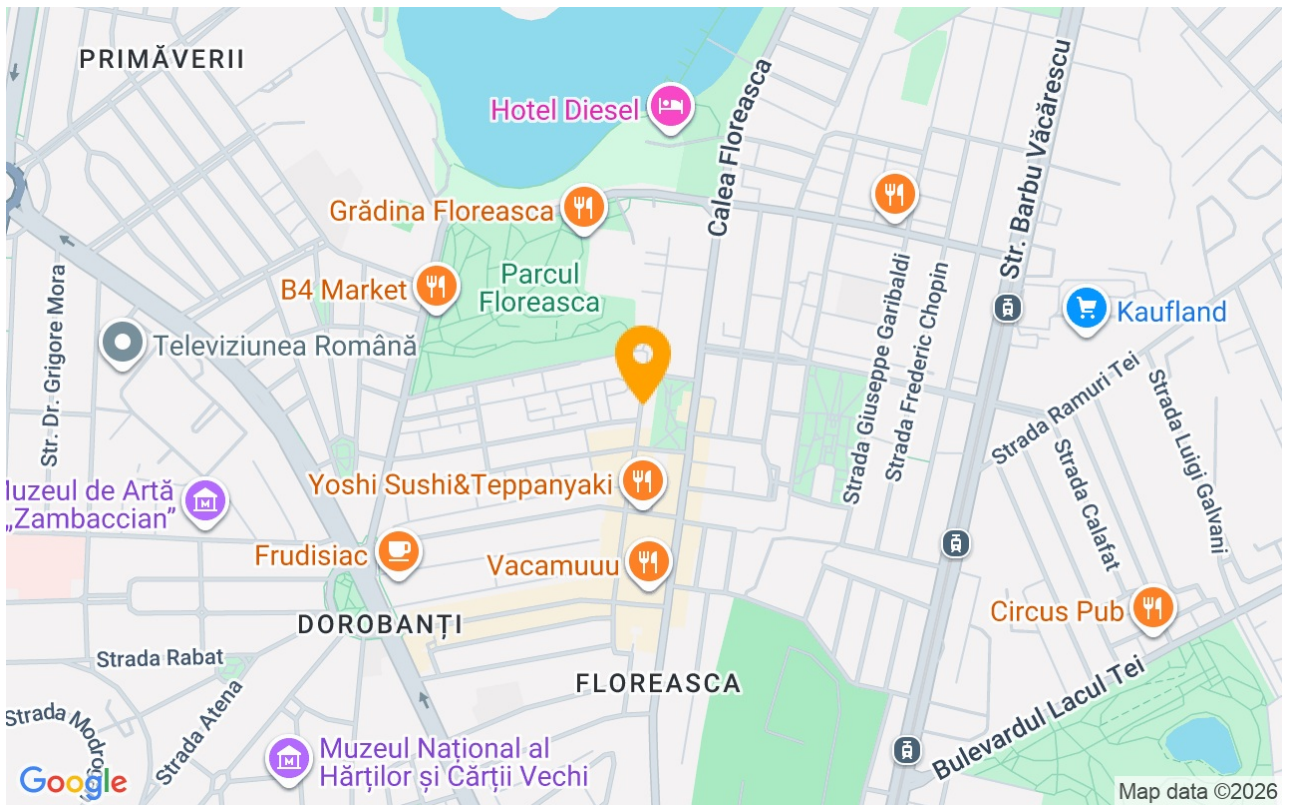 PRIMĂVERII
Hotel Diesel
Calea Floreasca
Str. Barbu Văcărescu
Grădina Floreasca
Parcul
Floreasca
B4 Market
Kaufland
Str. Dr. Grigore Mora
Televiziunea Română
Strada Giuseppe Garibaldi
Strada Frederic Chopin
Strada Ramuri Tei
Strada Luigi Galvani
Strada Calafat
Yoshi Sushi&Teppanyaki
uzeul de Artă
„Zambaccian”
Frudisiac
Vacamuuu
Circus Pub
DOROBANȚI
Strada Rabat
FLOREASCA
Strada Atena
Bulevardul Lacul Tei
Muzeul Național al
Hărților și Cărții Vechi
Google
Map data ©2026